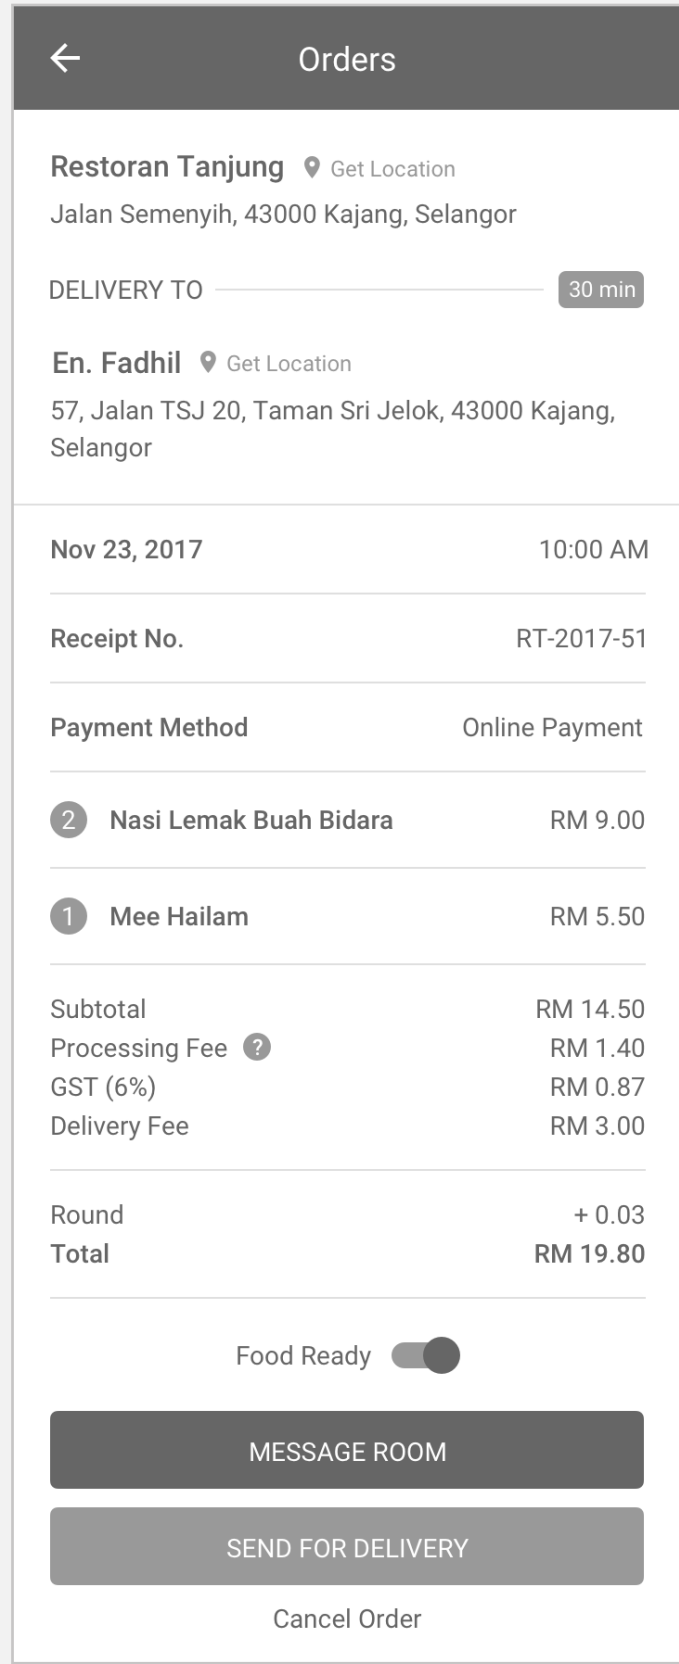 Orders
Restoran Tanjung Get Location
Jalan Semenyih, 43000 Kajang, Selangor
DELIVERY TO 30 min
En. Fadhil Get Location
57, Jalan TSJ 20, Taman Sri Jelok, 43000 Kajang,
Selangor
Nov 23, 2017 10:00 AM
Receipt No. RT-2017-51
Payment Method Online Payment
2 Nasi Lemak Buah Bidara RM 9.00
1 Mee Hailam RM 5.50
Subtotal RM 14.50
Processing Fee ? RM 1.40
GST (6%) RM 0.87
Delivery Fee RM 3.00
Round + 0.03
Total RM 19.80
Food Ready
MESSAGE ROOM
SEND FOR DELIVERY
Cancel Order